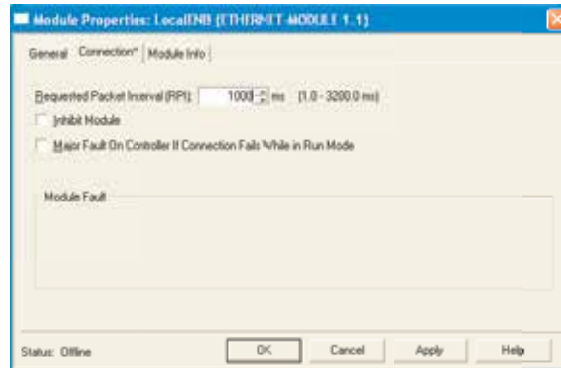 Module Properties: LocalENB (ETHERNET-MODULE 1.1)
General Connection* Module Info
Requested Packet Interval (RPI): 1000 ms (1.0 - 3200.0 ms)
Inhibit Module
Major Fault On Controller If Connection Fails While in Run Mode
Module Fault
Status: Offline OK Cancel Apply Help